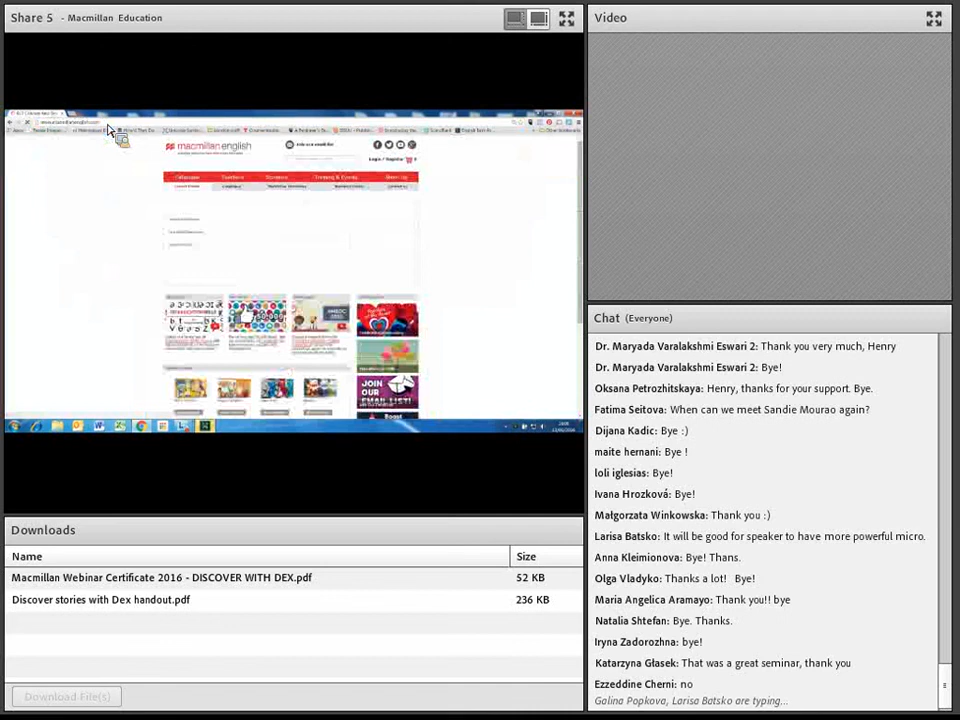 Share 5 - Macmillan Education
macmillan english
Login / Register
JOIN
OUR
EMAIL LIST!
Downloads
Name Size
Macmillan Webinar Certificate 2016 - DISCOVER WITH DEX.pdf 52 KB
Discover stories with Dex handout.pdf 236 KB
Download File(s)
Video
Chat (Everyone)
Dr. Maryada Varalakshmi Eswari 2: Thank you very much, Henry
Dr. Maryada Varalakshmi Eswari 2: Bye!
Oksana Petrozhitskaya: Henry, thanks for your support. Bye.
Fatima Seitova: When can we meet Sandie Mourao again?
Dijana Kadic: Bye :)
maite hernani: Bye !
loli iglesias: Bye!
Ivana Hrozková: Bye!
Małgorzata Winkowska: Thank you :)
Larisa Batsko: It will be good for speaker to have more powerful micro.
Anna Kleimionova: Bye! Thans.
Olga Vladyko: Thanks a lot! Bye!
Maria Angelica Aramayo: Thank you!! bye
Natalia Shtefan: Bye. Thanks.
Iryna Zadorozhna: bye!
Katarzyna Głasek: That was a great seminar, thank you
Ezzeddine Cherni: no
Galina Popkova, Larisa Batsko are typing...